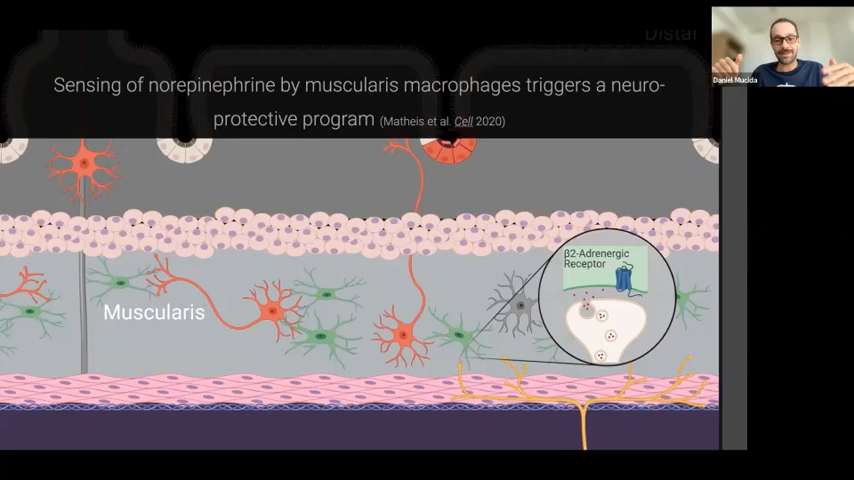 Distal
Sensing of norepinephrine by muscularis macrophages triggers a neuro-
protective program (Matheis et al. Cell 2020)
Daniel Mucida
β2-Adrenergic
Receptor
Muscularis